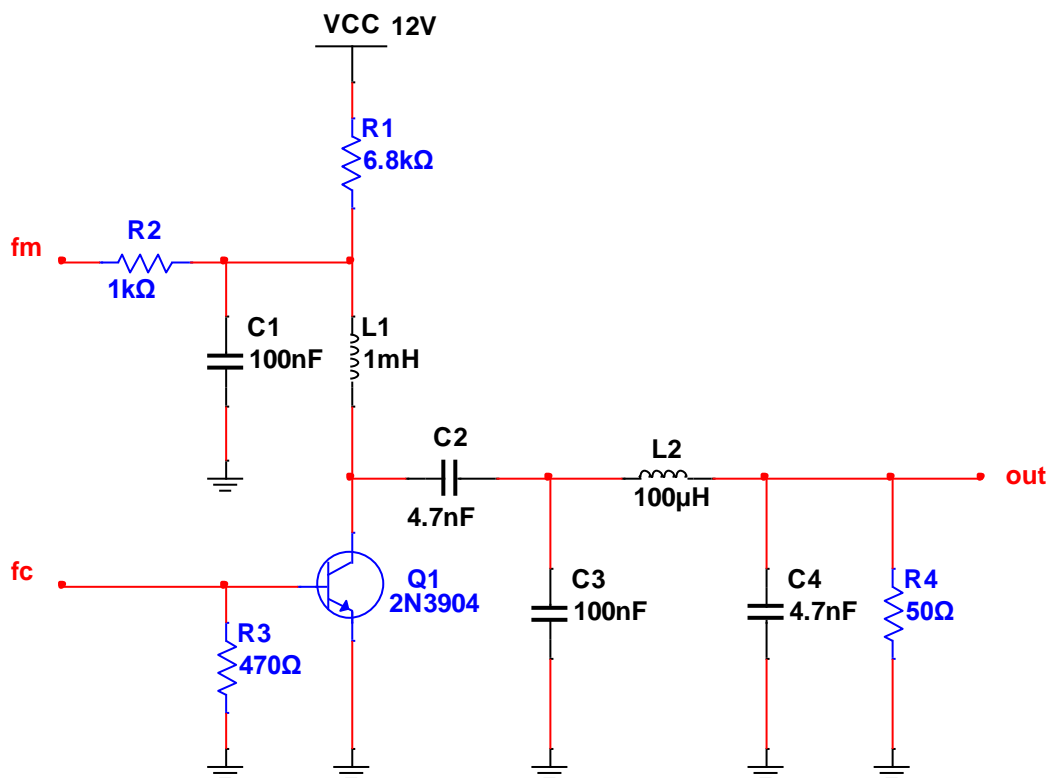 VCC 12V
R1
6.8kΩ
fm
R2
1kΩ
C1
100nF
L1
1mH
C2
4.7nF
L2
100µH
out
fc
Q1
2N3904
R3
470Ω
C3
100nF
C4
4.7nF
R4
50Ω